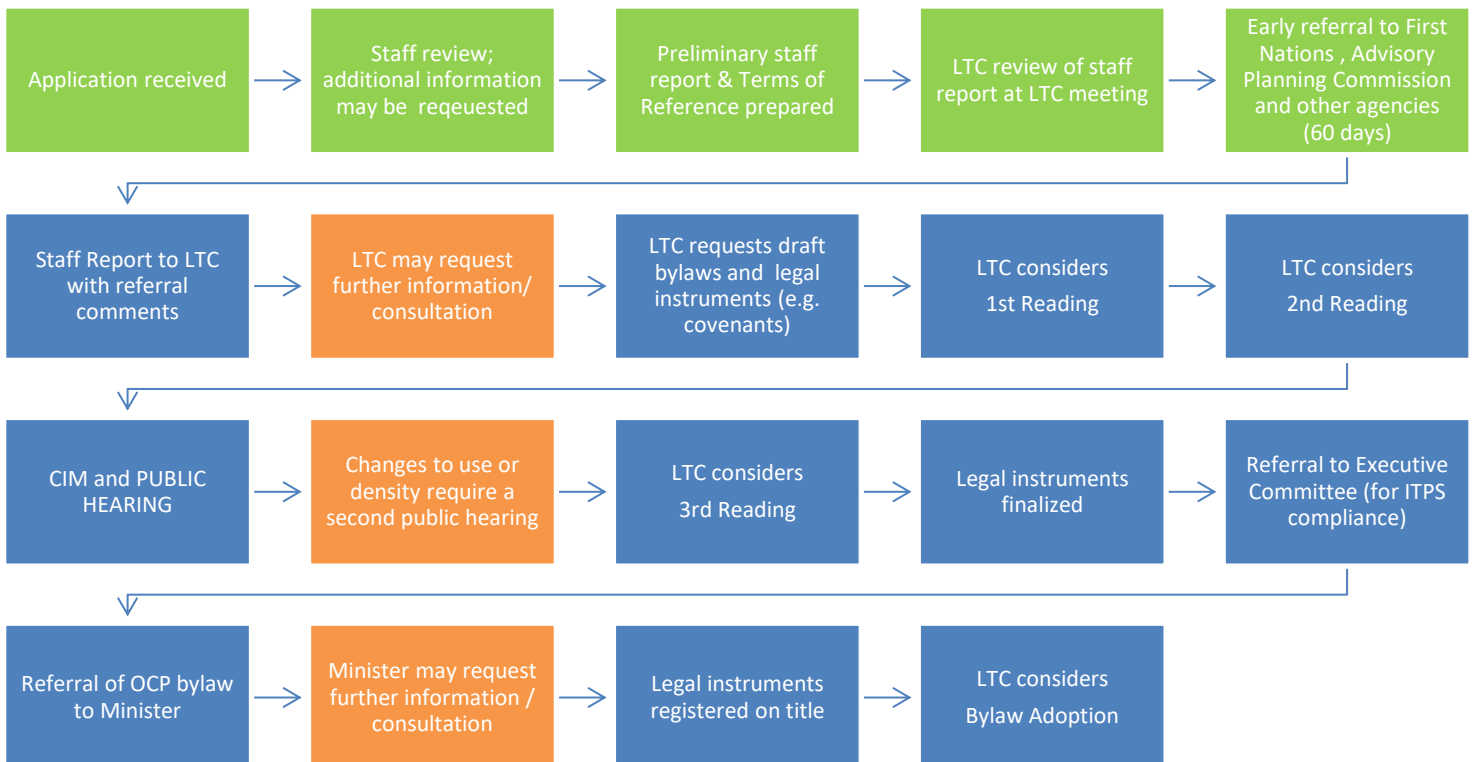 Application received
Staff review;
additional information
may be reqeuested
Preliminary staff
report & Terms of
Reference prepared
LTC review of staff
report at LTC meeting
Early referral to First
Nations , Advisory
Planning Commission
and other agencies
(60 days)
Staff Report to LTC
with referral
comments
LTC may request
further information/
consultation
LTC requests draft
bylaws and legal
instruments (e.g.
covenants)
LTC considers
1st Reading
LTC considers
2nd Reading
CIM and PUBLIC
HEARING
Changes to use or
density require a
second public hearing
LTC considers
3rd Reading
Legal instruments
finalized
Referral to Executive
Committee (for ITPS
compliance)
Referral of OCP bylaw
to Minister
Minister may request
further information /
consultation
Legal instruments
registered on title
LTC considers
Bylaw Adoption